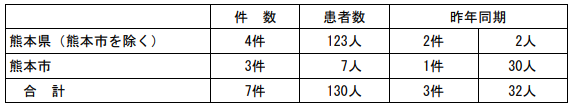 件　数 患者数 昨年同期
熊本県（熊本市を除く） 4件 123人 2件 2人
熊本市 3件 7人 1件 30人
合　計 7件 130人 3件 32人